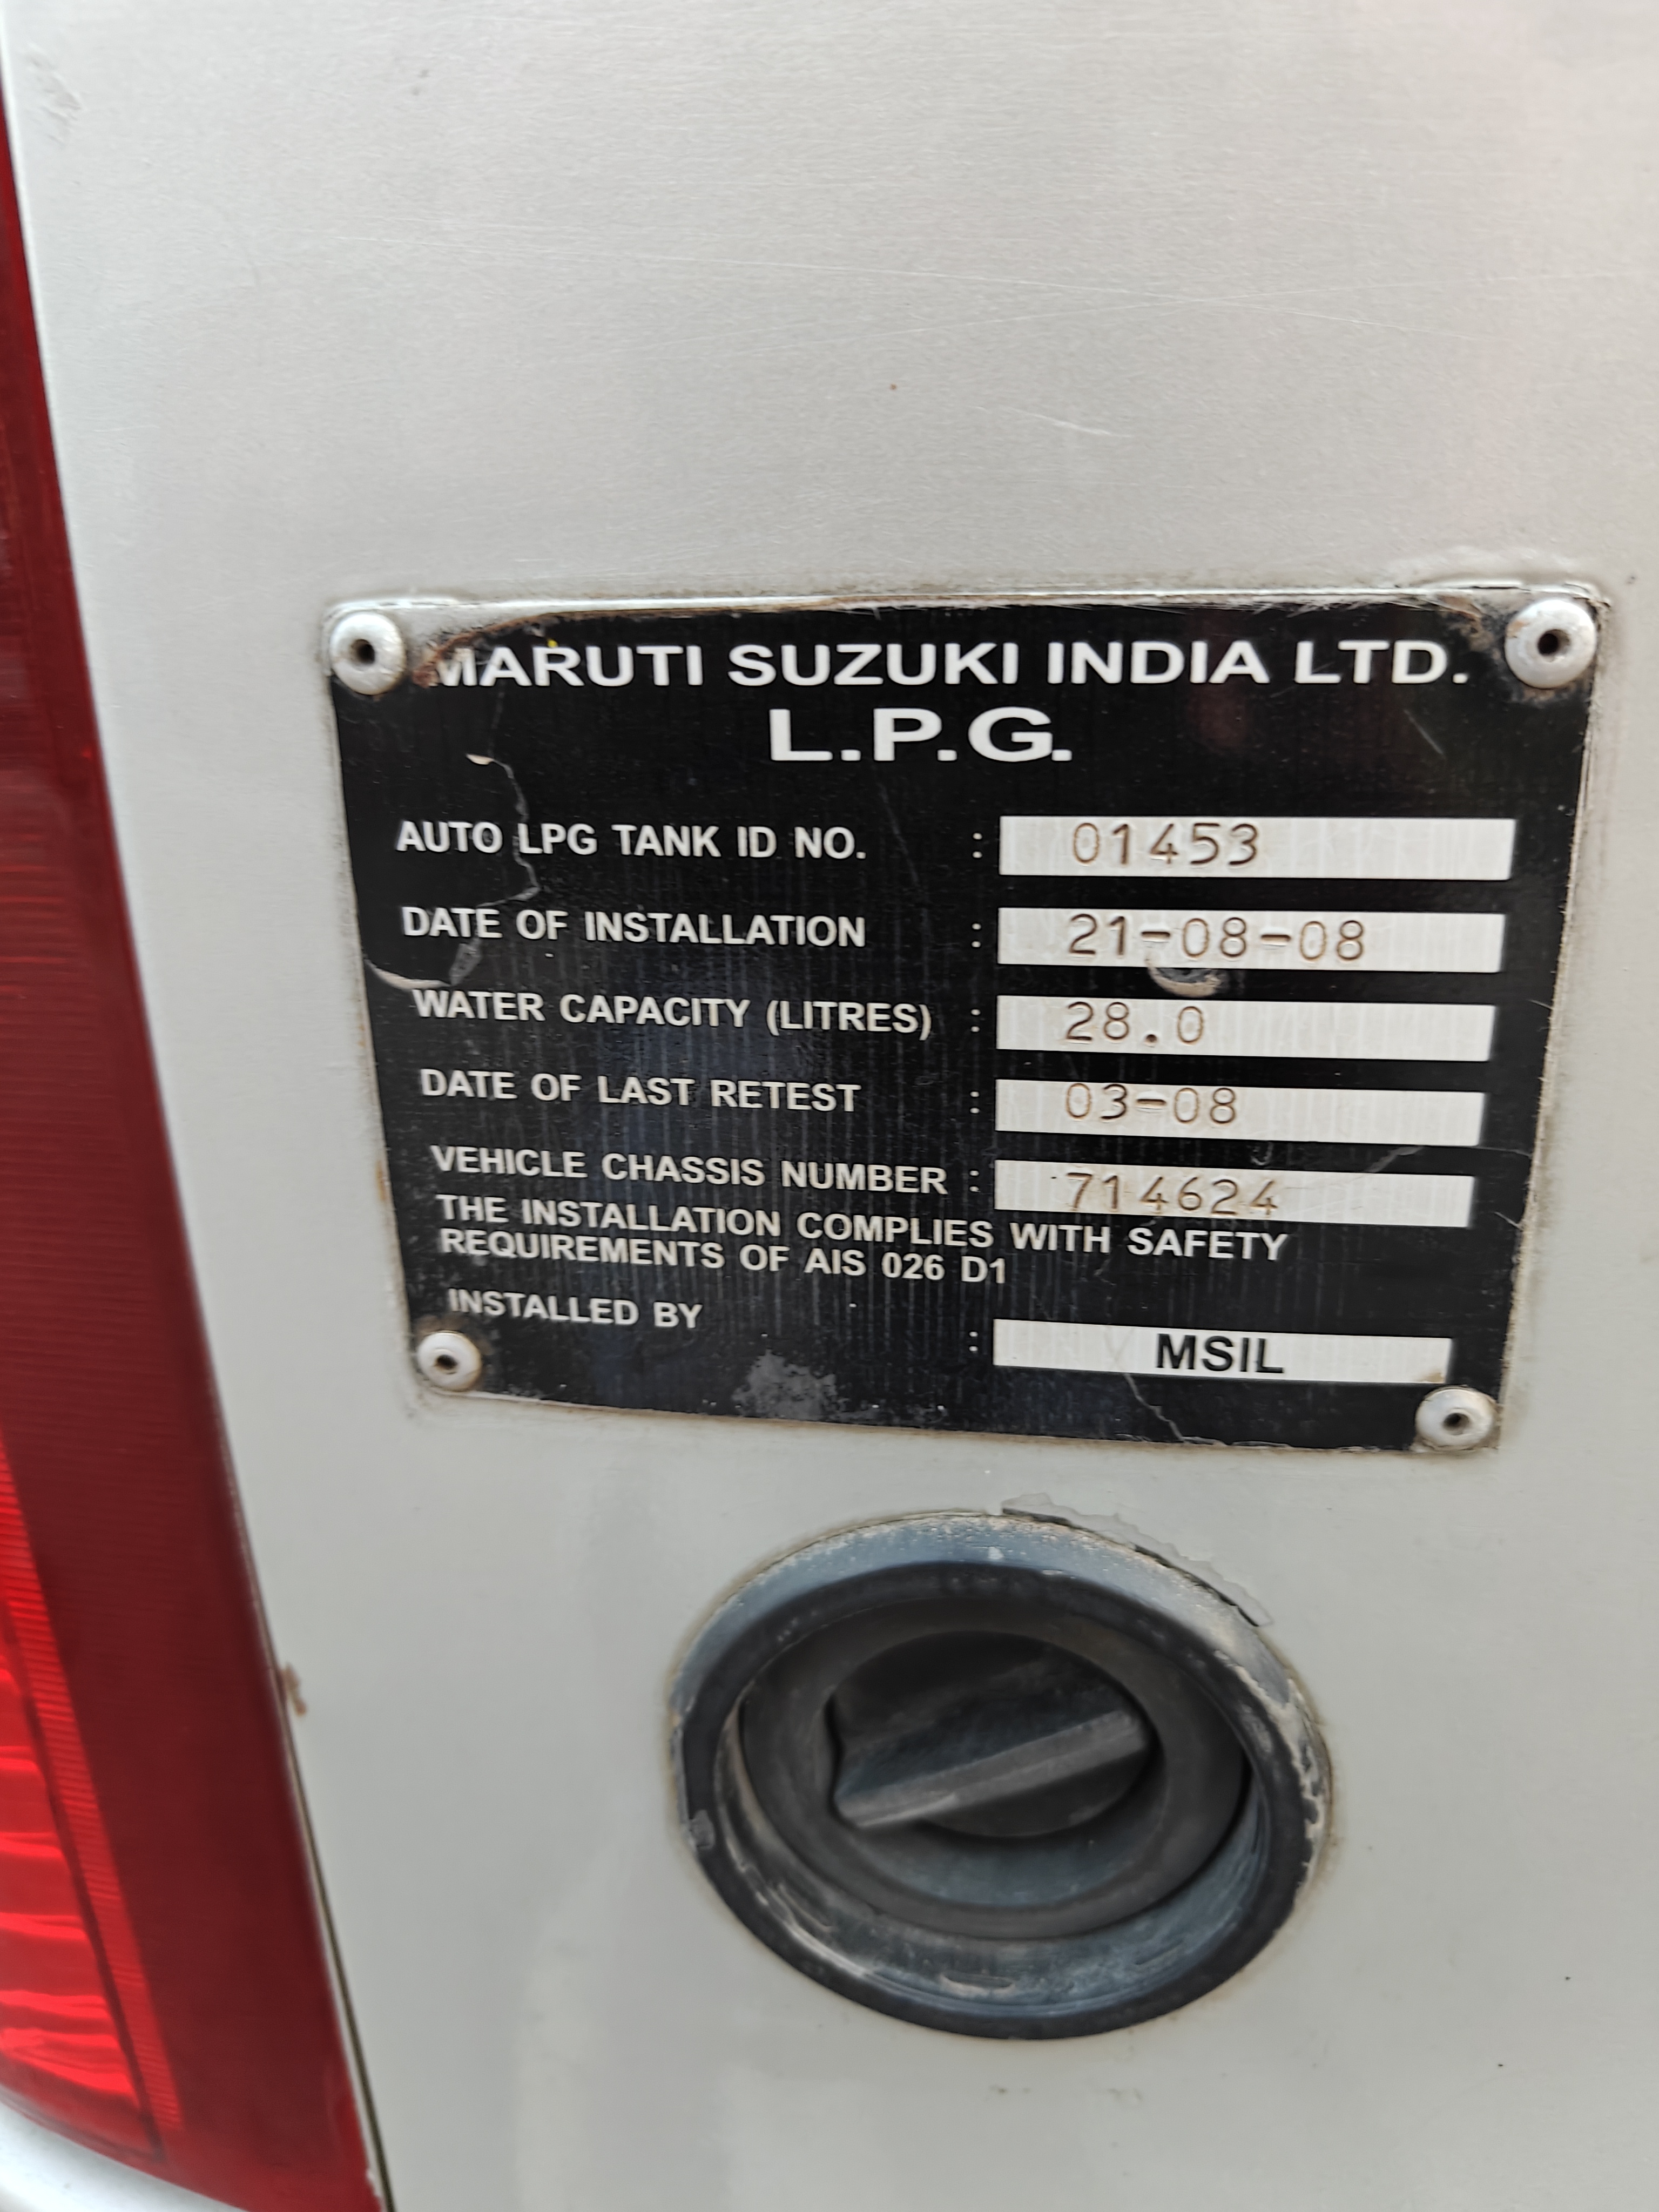 MARUTI SUZUKI INDIA LTD.
L.P.G.
AUTO LPG TANK ID NO. : 01453
DATE OF INSTALLATION : 21-08-08
WATER CAPACITY (LITRES) : 28.0
DATE OF LAST RETEST : 03-08
VEHICLE CHASSIS NUMBER : 714624
THE INSTALLATION COMPLIES WITH SAFETY
REQUIREMENTS OF AIS 026 D1
INSTALLED BY : MSIL